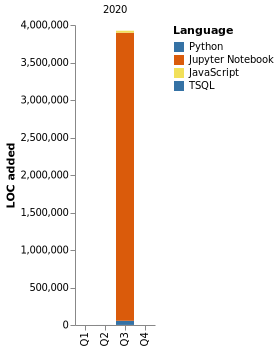 2020
4,000,000
3,500,000
3,000,000
2,500,000
2,000,000
1,500,000
1,000,000
500,000
0
LOC added
Q1
Q2
Q3
Q4
Language
Python
Jupyter Notebook
JavaScript
TSQL